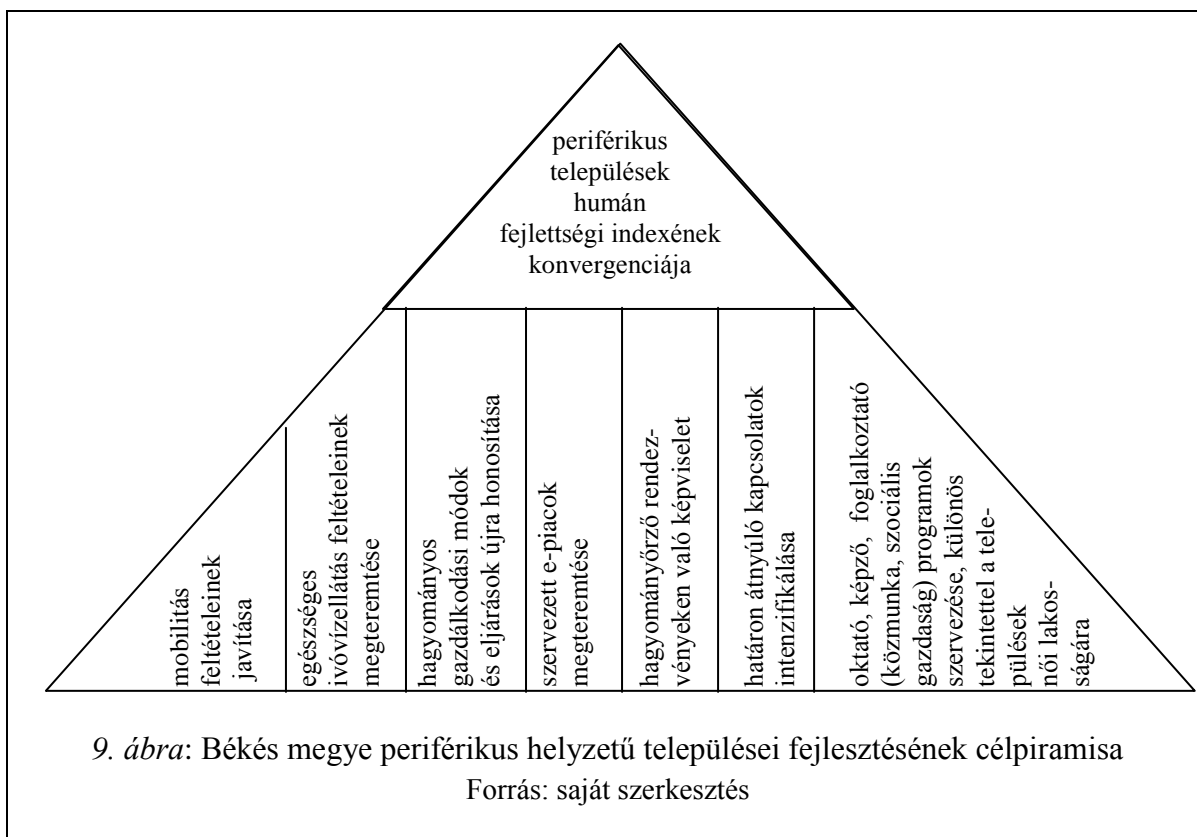 periférikus
települések
humán
fejlettségi indexének
konvergenciája
mobilitás
feltételeinek
javítása
egészséges
ivóvízellátás feltételeinek
megteremtése
hagyományos
gazdálkodási módok
és eljárások újra honosítása
szervezett e-piacok
megteremtése
hagyományőrző rendez-
vényeken való képviselet
határon átnyúló kapcsolatok
intenzifikálása
oktató, képző, foglalkoztató
(közmunka, szociális
gazdaság) programok
szervezése, különös
tekintettel a tele-
pülések
női lakos-
ságára
9. ábra: Békés megye periférikus helyzetű települései fejlesztésének célpiramisa
Forrás: saját szerkesztés